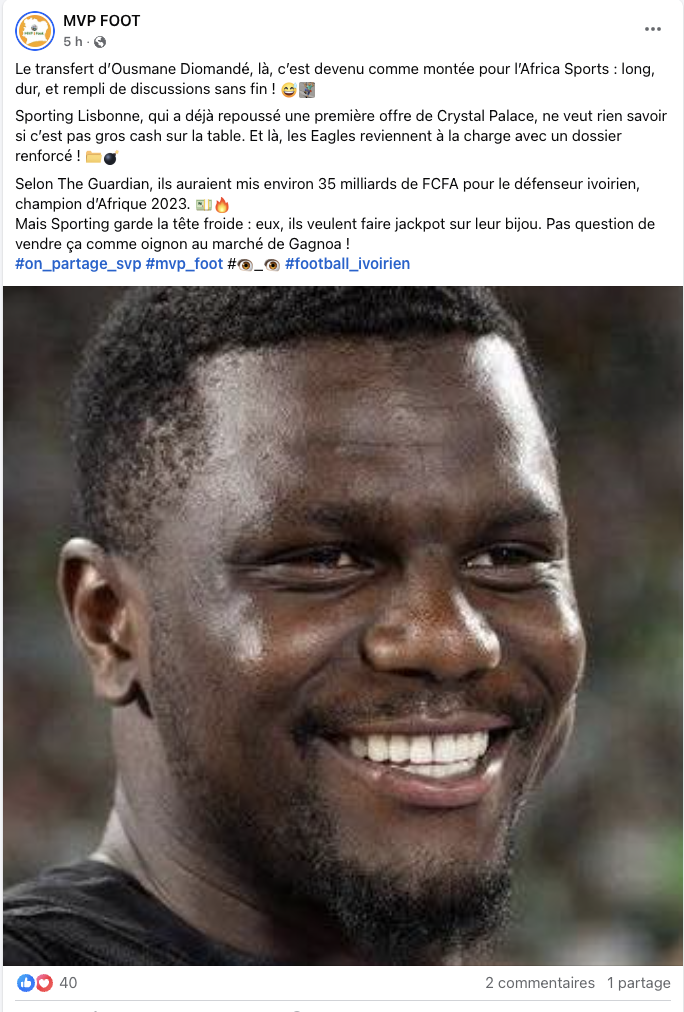 MVP FOOT
5 h ·
Le transfert d’Ousmane Diomandé, là, c’est devenu comme montée pour l’Africa Sports : long,
dur, et rempli de discussions sans fin ! 😅
Sporting Lisbonne, qui a déjà repoussé une première offre de Crystal Palace, ne veut rien savoir
si c’est pas gros cash sur la table. Et là, les Eagles reviennent à la charge avec un dossier
renforcé ! 📁💣
Selon The Guardian, ils auraient mis environ 35 milliards de FCFA pour le défenseur ivoirien,
champion d’Afrique 2023. 💵🔥
Mais Sporting garde la tête froide : eux, ils veulent faire jackpot sur leur bijou. Pas question de
vendre ça comme oignon au marché de Gagnoa !
#on_partage_svp #mvp_foot #👁️_👁️ #football_ivoirien
40
2 commentaires 1 partage